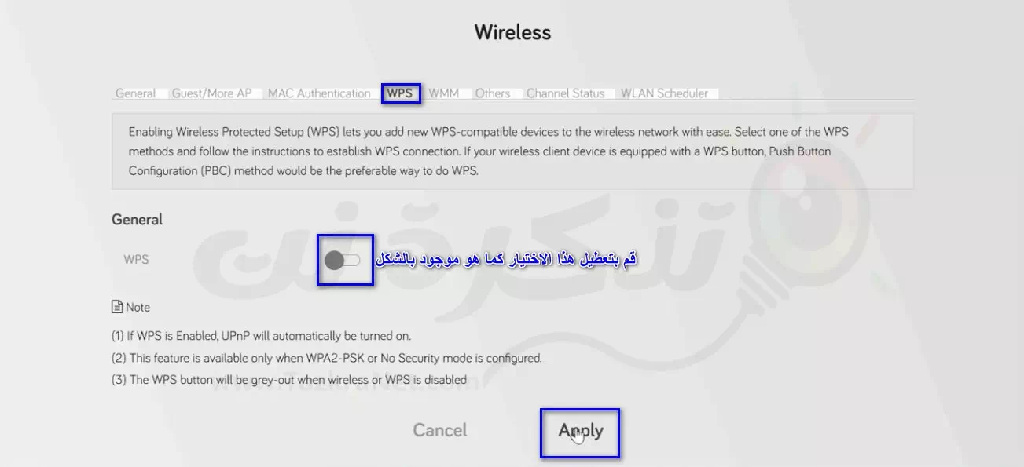 Wireless
General Guest/More AP MAC Authentication WPS WMM Others Channel Status WLAN Scheduler
Enabling Wireless Protected Setup (WPS) lets you add new WPS-compatible devices to the wireless network with ease. Select one of the WPS
methods and follow the instructions to establish WPS connection. If your wireless client device is equipped with a WPS button, Push Button
Configuration (PBC) method would be the preferable way to do WPS.
General
WPS
قم بتعطيل هذا الاختيار كما هو موجود بالشكل
تذكرة نت
Note
(1) If WPS is Enabled, UPnP will automatically be turned on.
(2) This feature is available only when WPA2-PSK or No Security mode is configured.
(3) The WPS button will be grey-out when wireless or WPS is disabled
Cancel Apply